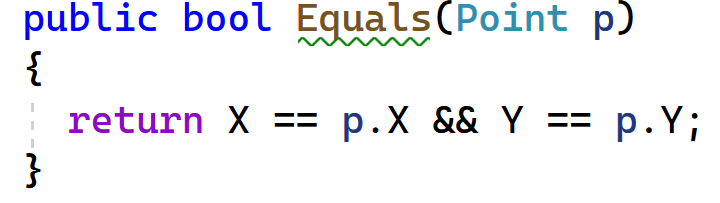 public bool Equals(Point p)
{
return X == p.X && Y == p.Y;
}